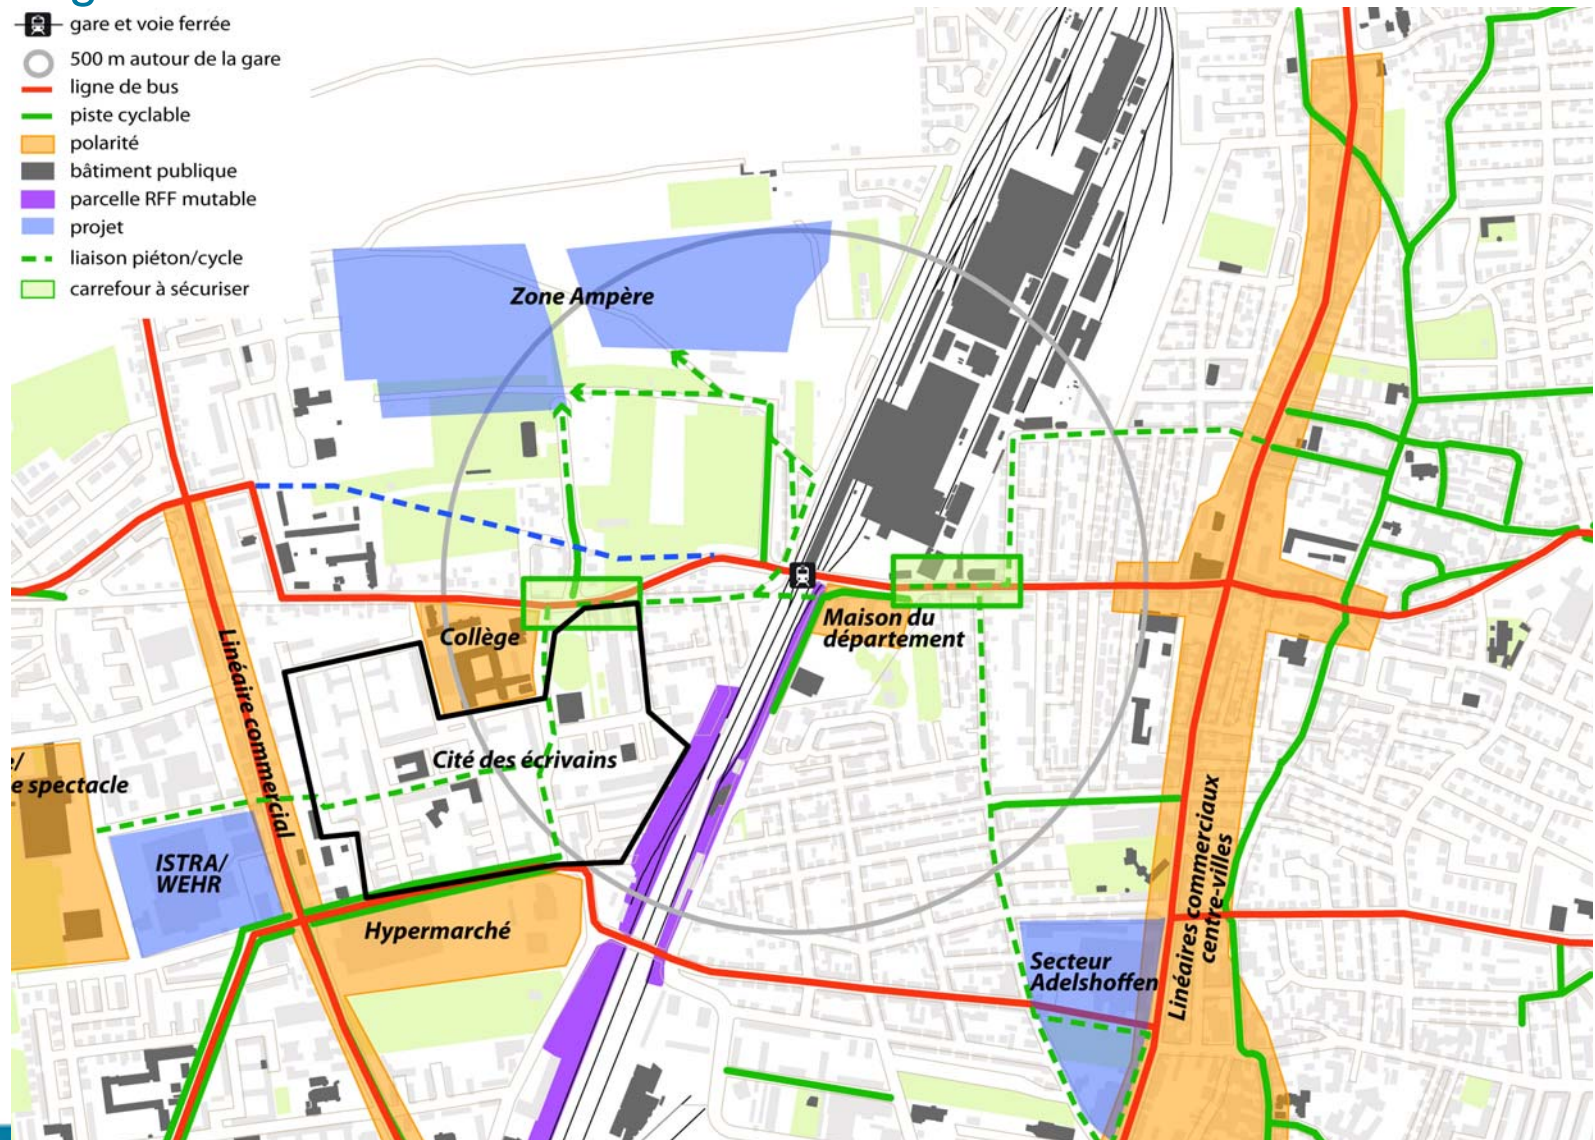 gare et voie ferrée
500 m autour de la gare
ligne de bus
piste cyclable
polarité
bâtiment publique
parcelle RFF mutable
projet
liaison piéton/cycle
carrefour à sécuriser
Zone Ampère
Collège
Maison du
département
Linéaire commercial
Cité des écrivains
e/
e spectacle
ISTRA/
WEHR
Hypermarché
Secteur
Adelshoffen
Linéaires commerciaux
centre-villes